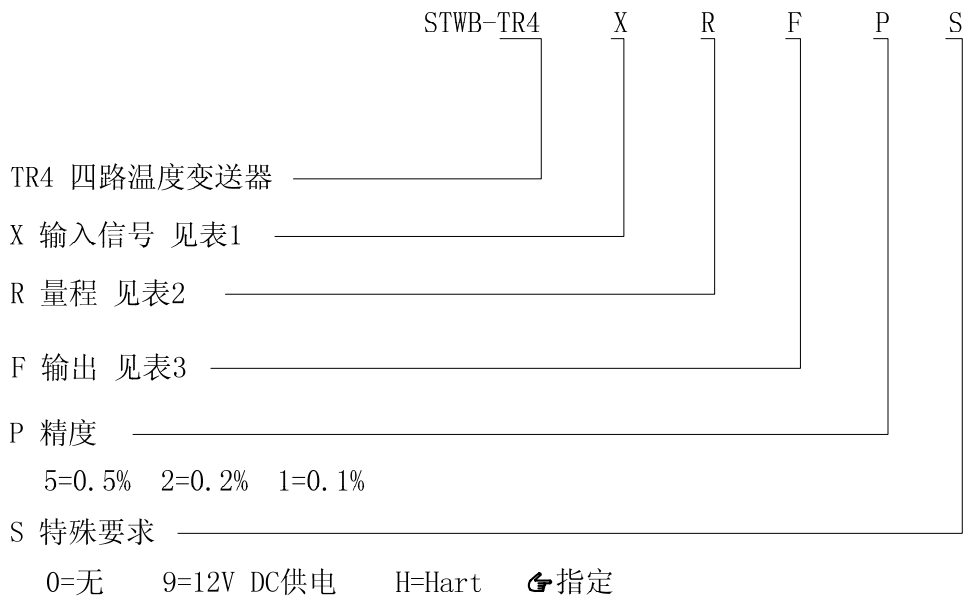 STWB-TR4 X R F P S
TR4 四路温度变送器
X 输入信号 见表1
R 量程 见表2
F 输出 见表3
P 精度
5=0.5% 2=0.2% 1=0.1%
S 特殊要求
0=无 9=12V DC供电 H=Hart 指定